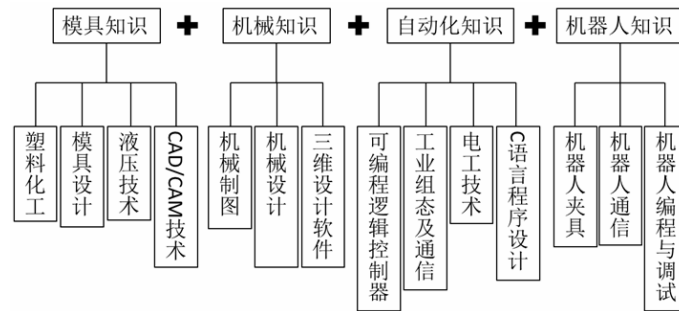 模具知识 + 机械知识 + 自动化知识 + 机器人知识
塑料化工
模具设计
液压技术
CAD/CAM技术
机械制图
机械设计
三维设计软件
可编程逻辑控制器
工业组态及通信
电工技术
C语言程序设计
机器人夹具
机器人通信
机器人编程与调试